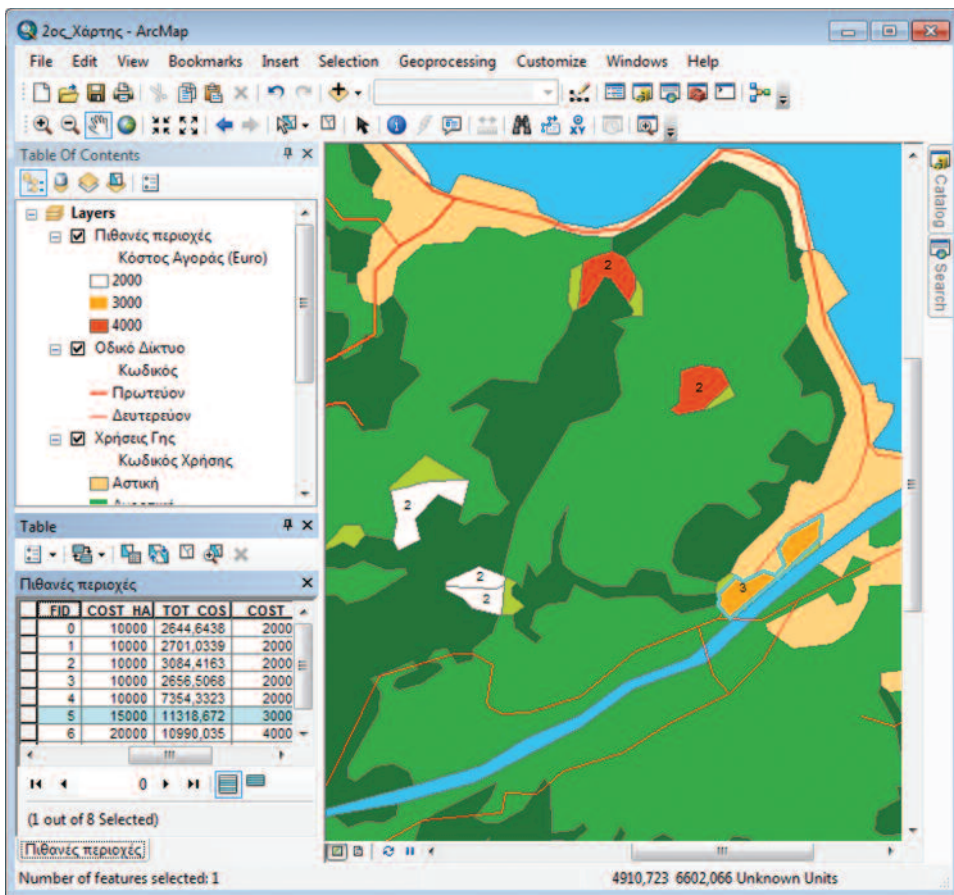 2ος_Χάρτης - ArcMap
File Edit View Bookmarks Insert Selection Geoprocessing Customize Windows Help
Table Of Contents
Layers
Πιθανές περιοχές
Κόστος Αγοράς (Euro)
2000
3000
4000
Οδικό Δίκτυο
Κωδικός
Πρωτεύον
Δευτερεύον
Χρήσεις Γης
Κωδικός Χρήσης
Αστική
Table
Πιθανές περιοχές
FID COST_HA TOT_COS COST_
0 10000 2644,6438 2000
1 10000 2701,0339 2000
2 10000 3084,4163 2000
3 10000 2656,5068 2000
4 10000 7354,3323 2000
5 15000 11318,672 3000
6 20000 10990,035 4000
0
(1 out of 8 Selected)
Πιθανές περιοχές
Number of features selected: 1
2
2
2
2
2
3
Catalog
Search
4910,723 6602,066 Unknown Units